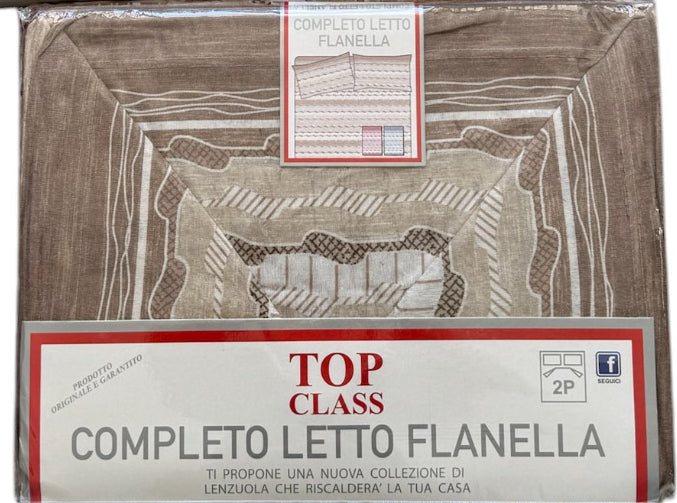 COMPLETO LETTO
FLANELLA
PRODOTTO
ORIGINALE E GARANTITO
TOP
CLASS
2P
f
SEGUICI
COMPLETO LETTO FLANELLA
TI PROPONE UNA NUOVA COLLEZIONE DI
LENZUOLA CHE RISCALDERA' LA TUA CASA